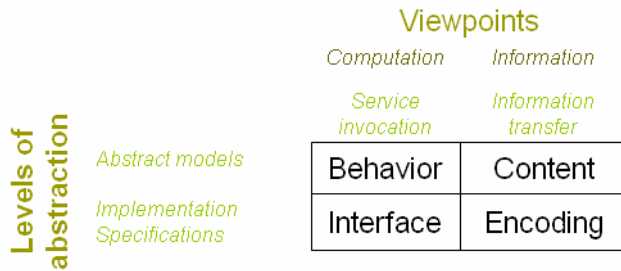 Viewpoints
Computation Information
Service Information
invocation transfer
Levels of
abstraction
Abstract models Behavior Content
Implementation
Specifications Interface Encoding